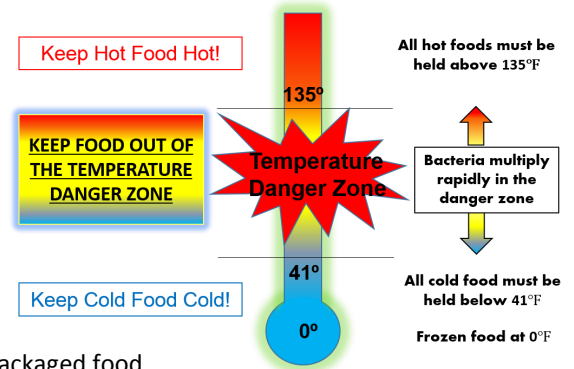 Keep Hot Food Hot!
All hot foods must be
held above 135°F
135º
KEEP FOOD OUT OF
THE TEMPERATURE
DANGER ZONE
Temperature
Danger Zone
Bacteria multiply
rapidly in the
danger zone
41º
Keep Cold Food Cold!
All cold food must be
held below 41°F
0º
Frozen food at 0°F
ackaged food